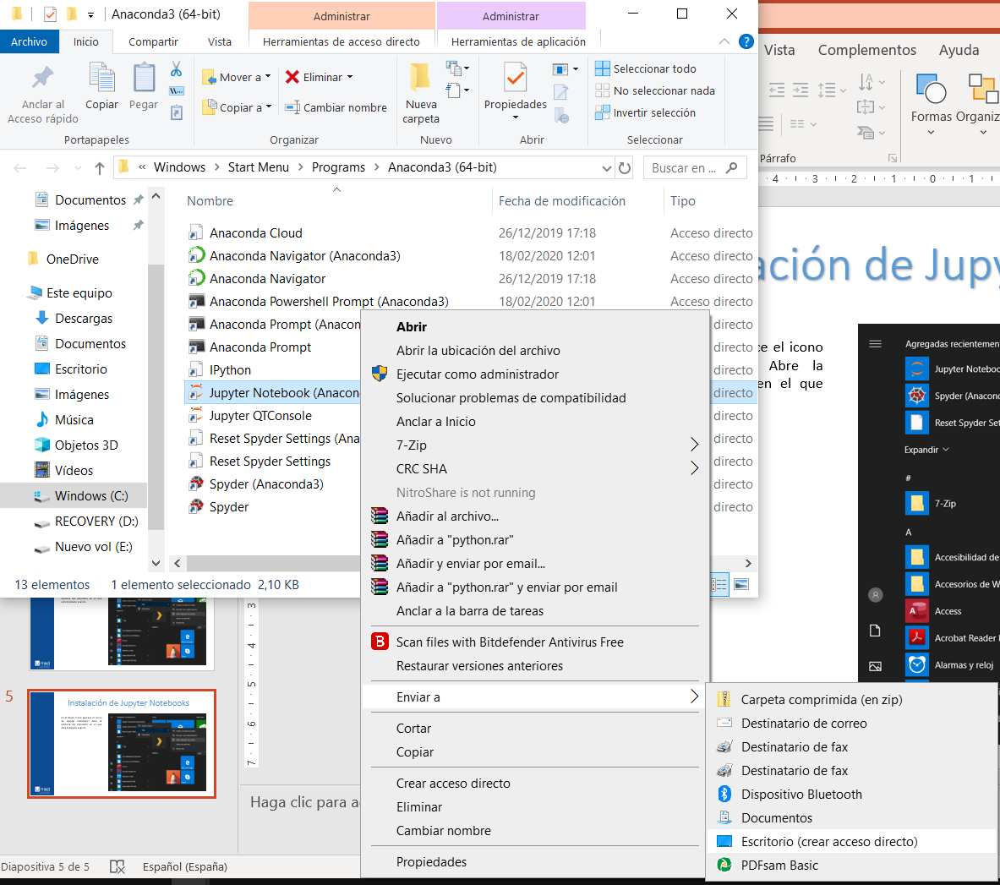 Anaconda3 (64-bit)
Administrar
Administrar
Archivo
Inicio
Compartir
Vista
Herramientas de acceso directo
Herramientas de aplicación
Anclar al
Acceso rápido
Copiar
Pegar
Portapapeles
Mover a
Copiar a
Eliminar
Cambiar nombre
Organizar
Nueva
carpeta
Nuevo
Propiedades
Abrir
Seleccionar todo
No seleccionar nada
Invertir selección
Seleccionar
« Windows > Start Menu > Programs > Anaconda3 (64-bit)
Buscar en ...
Documentos
Imágenes
OneDrive
Este equipo
Descargas
Documentos
Escritorio
Imágenes
Música
Objetos 3D
Vídeos
Windows (C:)
RECOVERY (D:)
Nuevo vol (E:)
Nombre Fecha de modificación Tipo
Anaconda Cloud 26/12/2019 17:18 Acceso directo
Anaconda Navigator (Anaconda3) 18/02/2020 12:01 Acceso directo
Anaconda Navigator 26/12/2019 17:18 Acceso directo
Anaconda Powershell Prompt (Anaconda3) 18/02/2020 12:01 Acceso directo
Anaconda Prompt (Anacon directo
Anaconda Prompt directo
IPython directo
Jupyter Notebook (Anacon directo
Jupyter QTConsole directo
Reset Spyder Settings (Ana directo
Reset Spyder Settings directo
Spyder (Anaconda3) directo
Spyder directo
13 elementos 1 elemento seleccionado 2,10 KB
Abrir
Abrir la ubicación del archivo
Ejecutar como administrador
Solucionar problemas de compatibilidad
Anclar a Inicio
7-Zip
CRC SHA
NitroShare is not running
Añadir al archivo...
Añadir a "python.rar"
Añadir y enviar por email...
Añadir a "python.rar" y enviar por email
Anclar a la barra de tareas
Scan files with Bitdefender Antivirus Free
Restaurar versiones anteriores
Enviar a
Cortar
Copiar
Crear acceso directo
Eliminar
Cambiar nombre
Propiedades
Carpeta comprimida (en zip)
Destinatario de correo
Destinatario de fax
Destinatario de fax
Dispositivo Bluetooth
Documentos
Escritorio (crear acceso directo)
PDFsam Basic
Vista Complementos Ayuda
Formas
Organiz
Párrafo
4 3 2 1 0 1
ación de Jupy
ce el icono
Abre la
en el que
Agregadas recientemen
Jupyter Noteboo
Spyder (Anacon
Reset Spyder Set
Expandir
#
7-Zip
A
Accesibilidad de
Accesorios de W
Access
Acrobat Reader
Alarmas y reloj
3
4
5
6
7
5
Instalación de Jupyter Notebooks
Haga clic para a
Diapositiva 5 de 5 Español (España)